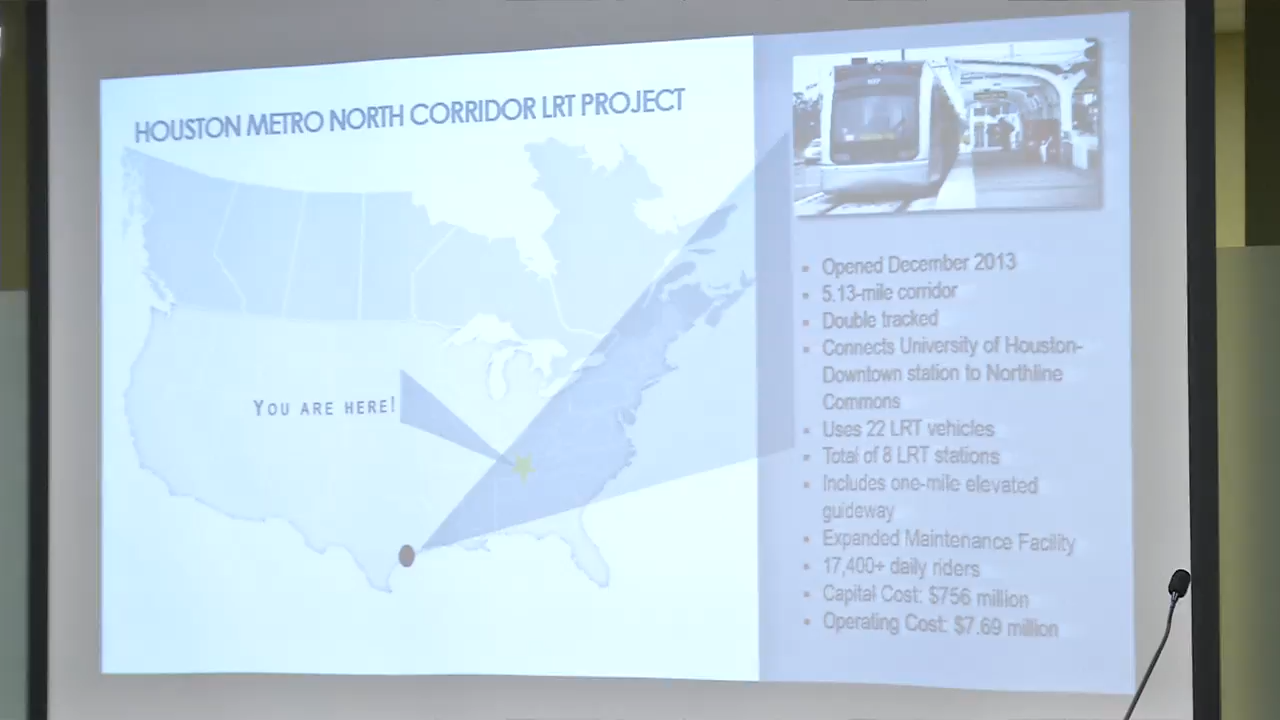 HOUSTON METRO NORTH CORRIDOR LRT PROJECT
YOU ARE HERE!
▪ Opened December 2013
▪ 5.13-mile corridor
▪ Double tracked
▪ Connects University of Houston-
Downtown station to Northline
Commons
▪ Uses 22 LRT vehicles
▪ Total of 8 LRT stations
▪ Includes one-mile elevated
guideway
▪ Expanded Maintenance Facility
▪ 17,400+ daily riders
▪ Capital Cost: $756 million
▪ Operating Cost: $7.69 million